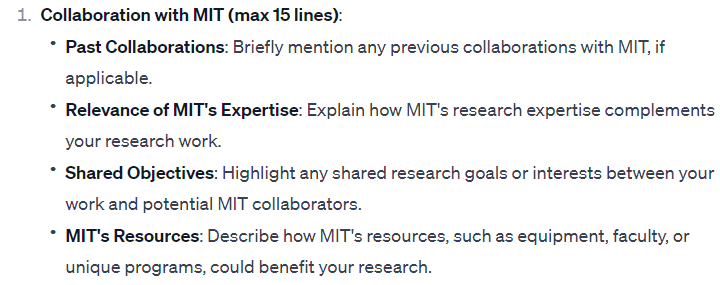 1. Collaboration with MIT (max 15 lines):
• Past Collaborations: Briefly mention any previous collaborations with MIT, if
applicable.
• Relevance of MIT's Expertise: Explain how MIT's research expertise complements
your research work.
• Shared Objectives: Highlight any shared research goals or interests between your
work and potential MIT collaborators.
• MIT's Resources: Describe how MIT's resources, such as equipment, faculty, or
unique programs, could benefit your research.